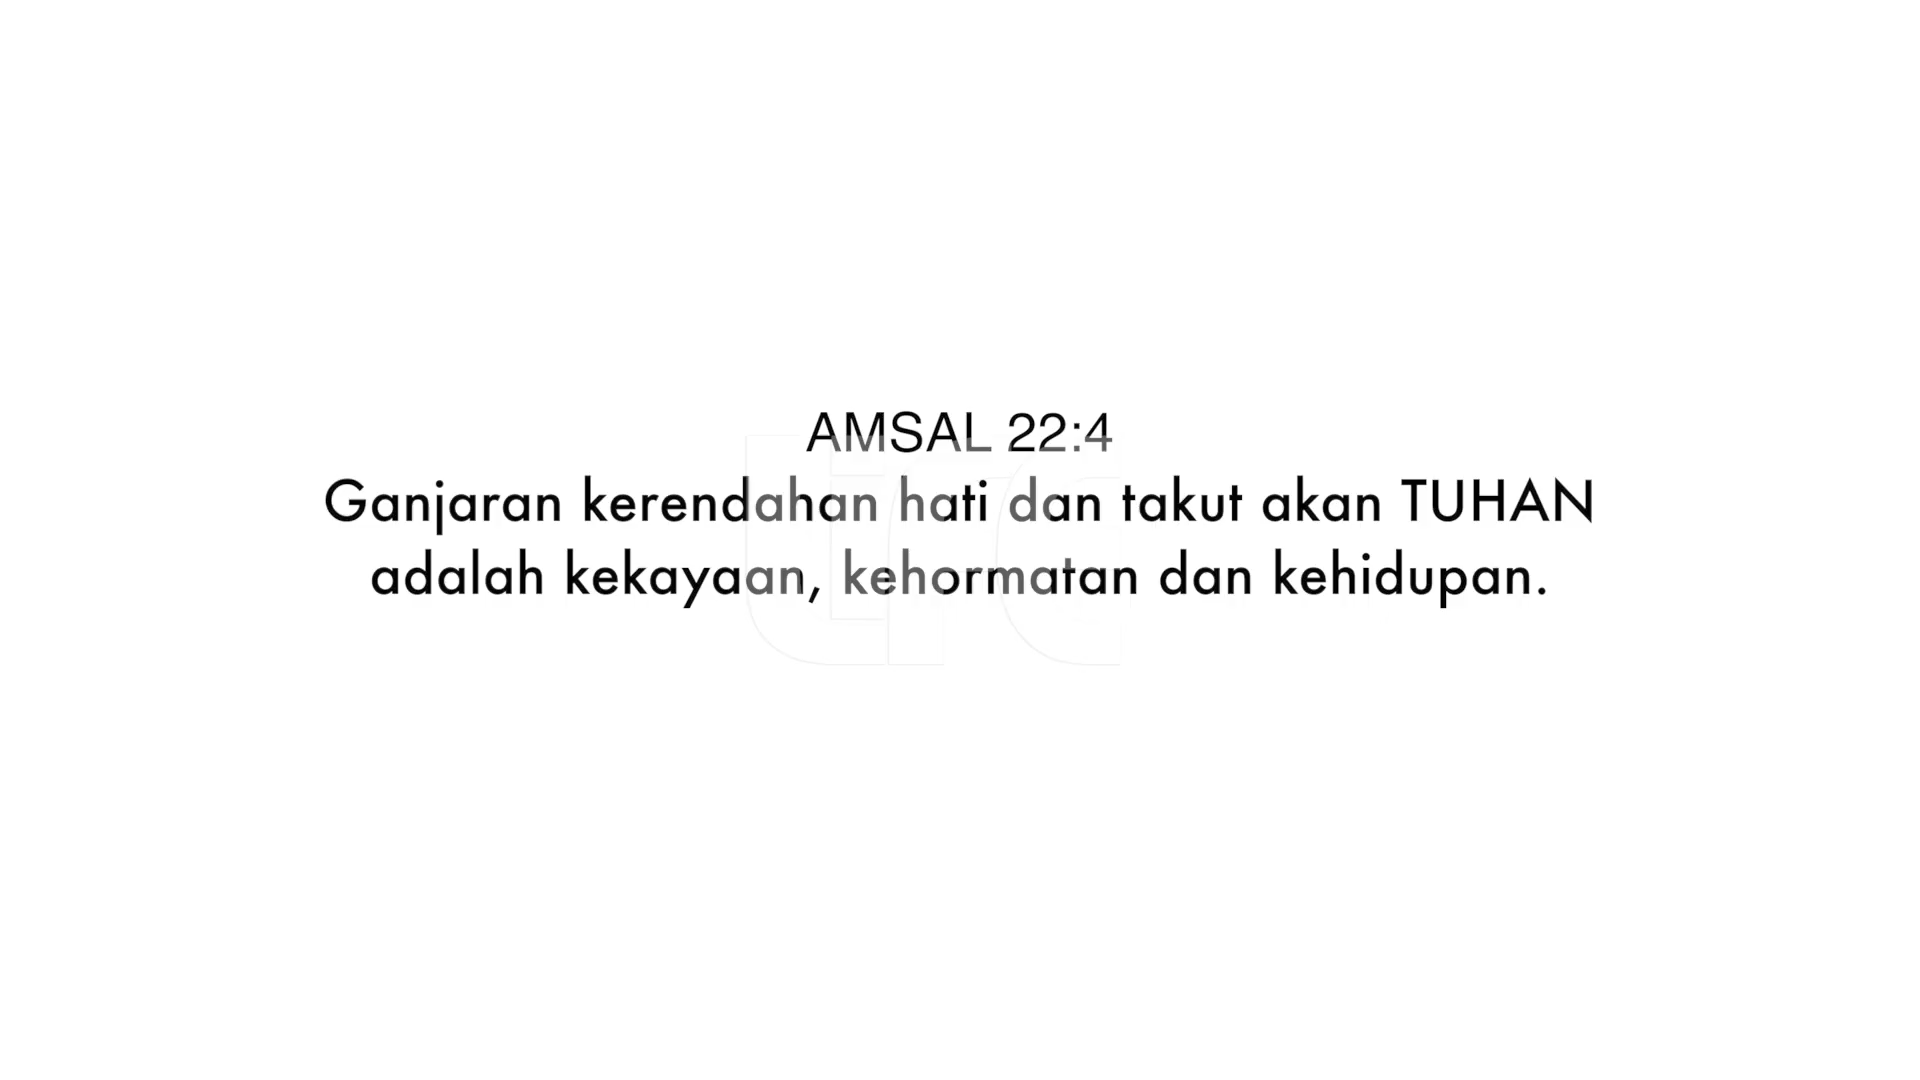 AMSAL 22:4
Ganjaran kerendahan hati dan takut akan TUHAN
adalah kekayaan, kehormatan dan kehidupan.